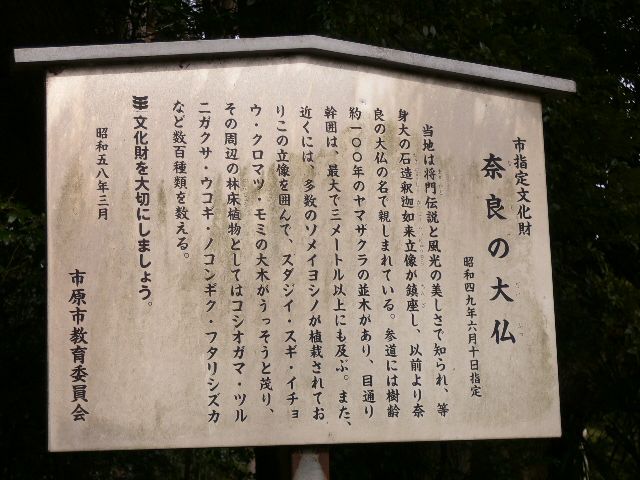 市指定文化財
奈良の大仏
昭和四九年六月十日指定
当地は将門伝説と風光の美しさで知られ、等
身大の石造釈迦如来立像が鎮座し、以前より奈
良の大仏の名で親しまれている。参道には樹齢
約一〇〇年のヤマザクラの並木があり、目通り
幹囲は、最大で三メートル以上にも及ぶ。また、
近くには、多数のソメイヨシノが植栽されてお
りこの立像を囲んで、スダジイ・スギ・イチョ
ウ・クロマツ・モミの大木がうっそうと茂り、
その周辺の林床植物としてはコシオガマ・ツル
ニガクサ・ウコギ・ノコンギク・フタリシズカ
など数百種類を数える。
文化財を大切にしましょう。
昭和五八年三月
市原市教育委員会